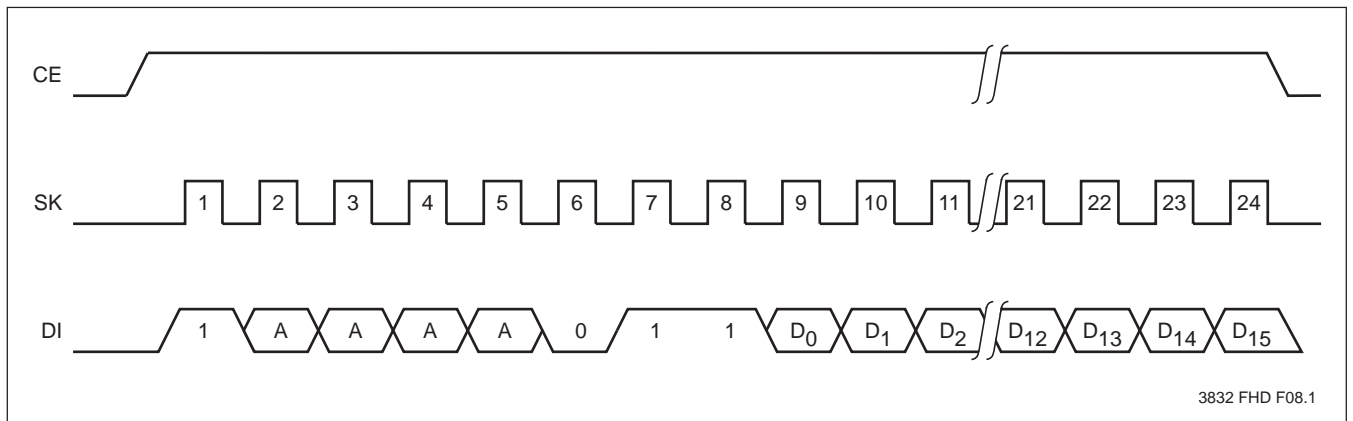 CE
SK 1 2 3 4 5 6 7 8 9 10 11 21 22 23 24
DI 1 A A A A 0 1 1 D0 D1 D2 D12 D13 D14 D15
3832 FHD F08.1